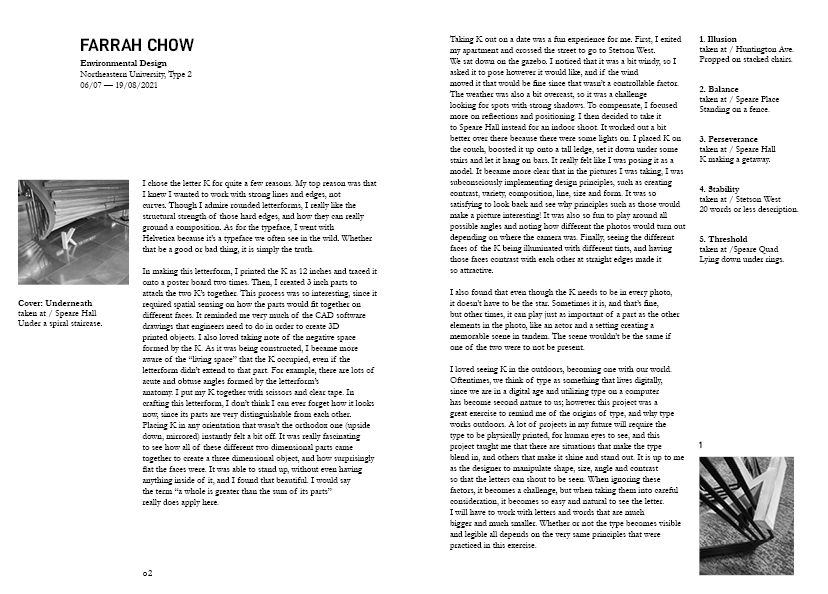 FARRAH CHOW
Environmental Design
Northeastern University, Type 2
06/07 — 19/08/2021
Cover: Underneath
taken at / Speare Hall
Under a spiral staircase.
I chose the letter K for quite a few reasons. My top reason was that
I knew I wanted to work with strong lines and edges, not
curves. Though I admire rounded letterforms, I really like the
structural strength of those hard edges, and how they can really
ground a composition. As for the typeface, I went with
Helvetica because it's a typeface we often see in the wild. Whether
that be a good or bad thing, it is simply the truth.
In making this letterform, I printed the K as 12 inches and traced it
onto a poster board two times. Then, I created 3 inch parts to
attach the two K's together. This process was so interesting, since it
required spatial sensing on how the parts would fit together on
different faces. It reminded me very much of the CAD software
drawings that engineers need to do in order to create 3D
printed objects. I also loved taking note of the negative space
formed by the K. As it was being constructed, I became more
aware of the "living space" that the K occupied, even if the
letterform didn't extend to that part. For example, there are lots of
acute and obtuse angles formed by the letterform's
anatomy. I put my K together with scissors and clear tape. In
crafting this letterform, I don't think I can ever forget how it looks
now, since its parts are very distinguishable from each other.
Placing K in any orientation that wasn't the orthodox one (upside
down, mirrored) instantly felt a bit off. It was really fascinating
to see how all of these different two dimensional parts came
together to create a three dimensional object, and how surprisingly
flat the faces were. It was able to stand up, without even having
anything inside of it, and I found that beautiful. I would say
the term "a whole is greater than the sum of its parts"
really does apply here.
02
Taking K out on a date was a fun experience for me. First, I exited
my apartment and crossed the street to go to Stetson West.
We sat down on the gazebo. I noticed that it was a bit windy, so I
asked it to pose however it would like, and if the wind
moved it that would be fine since that wasn't a controllable factor.
The weather was also a bit overcast, so it was a challenge
looking for spots with strong shadows. To compensate, I focused
more on reflections and positioning. I then decided to take it
to Speare Hall instead for an indoor shoot. It worked out a bit
better over there because there were some lights on. I placed K on
the couch, boosted it up onto a tall ledge, set it down under some
stairs and let it hang on bars. It really felt like I was posing it as a
model. It became more clear that in the pictures I was taking, I was
subconsciously implementing design principles, such as creating
contrast, variety, composition, line, size and form. It was so
satisfying to look back and see why principles such as those would
make a picture interesting! It was also so fun to play around all
possible angles and noting how different the photos would turn out
depending on where the camera was. Finally, seeing the different
faces of the K being illuminated with different tints, and having
those faces contrast with each other at straight edges made it
so attractive.
I also found that even though the K needs to be in every photo,
it doesn't have to be the star. Sometimes it is, and that's fine,
but other times, it can play just as important of a part as the other
elements in the photo, like an actor and a setting creating a
memorable scene in tandem. The scene wouldn't be the same if
one of the two were to not be present.
I loved seeing K in the outdoors, becoming one with our world.
Oftentimes, we think of type as something that lives digitally,
since we are in a digital age and utilizing type on a computer
has become second nature to us; however this project was a
great exercise to remind me of the origins of type, and why type
works outdoors. A lot of projects in my future will require the
type to be physically printed, for human eyes to see, and this
project taught me that there are situations that make the type
blend in, and others that make it shine and stand out. It is up to me
as the designer to manipulate shape, size, angle and contrast
so that the letters can shout to be seen. When ignoring these
factors, it becomes a challenge, but when taking them into careful
consideration, it becomes so easy and natural to see the letter.
I will have to work with letters and words that are much
bigger and much smaller. Whether or not the type becomes visible
and legible all depends on the very same principles that were
practiced in this exercise.
1. Illusion
taken at / Huntington Ave.
Propped on stacked chairs.
2. Balance
taken at / Speare Place
Standing on a fence.
3. Perseverance
taken at / Speare Hall
K making a getaway.
4. Stability
taken at / Stetson West
20 words or less description.
5. Threshold
taken at /Speare Quad
Lying down under rings.
1